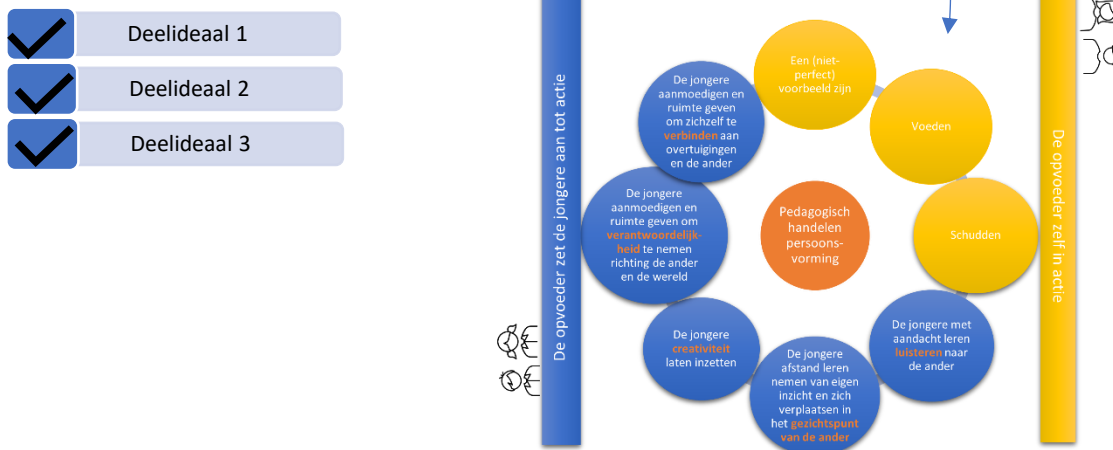 Deelideaal 1
Deelideaal 2
Deelideaal 3
De opvoeder zet de jongere aan tot actie
Een (niet-
perfect)
voorbeeld zijn
Voeden
Schudden
De jongere met
aandacht leren
luisteren naar
de ander
De jongere
afstand leren
nemen van eigen
inzicht en zich
verplaatsen in
het gezichtspunt
van de ander
De jongere
creativiteit
laten inzetten
De jongere
aanmoedigen en
ruimte geven om
verantwoordelijk-
heid te nemen
richting de ander
en de wereld
De jongere
aanmoedigen en
ruimte geven
om zichzelf te
verbinden aan
overtuigingen
en de ander
Pedagogisch
handelen
persoons-
vorming
De opvoeder zelf in actie